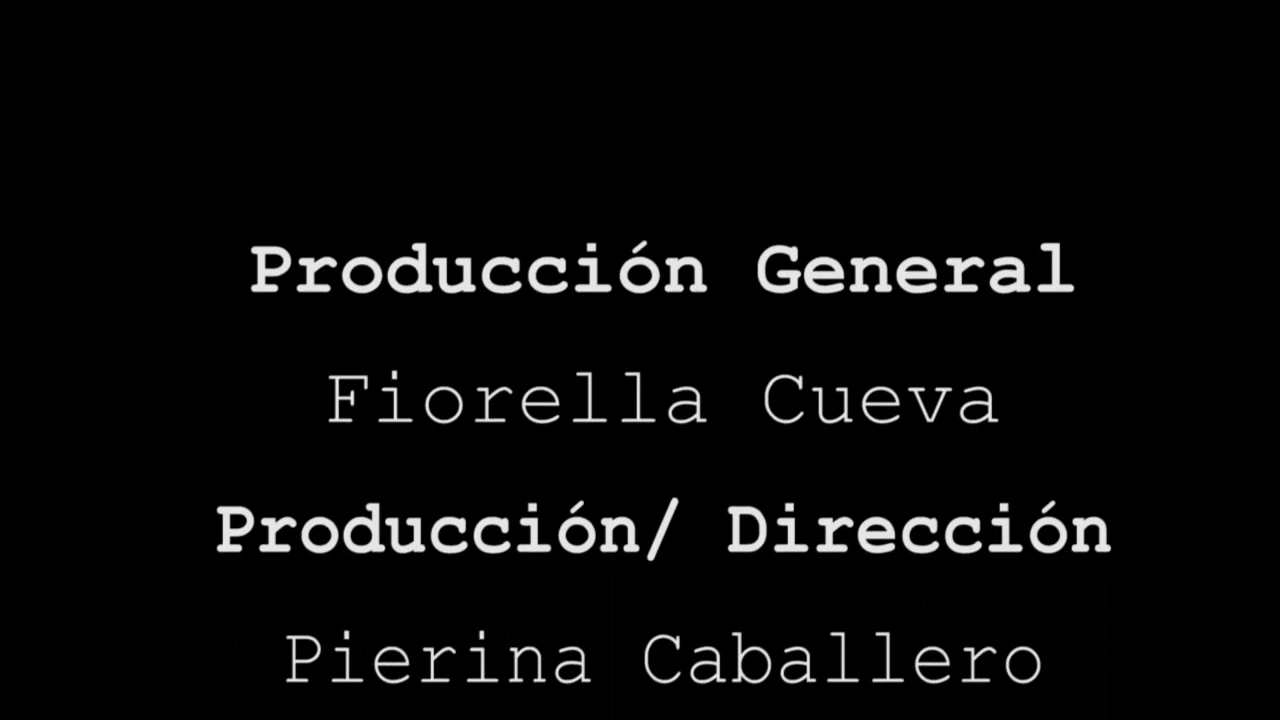 Producción General
Fiorella Cueva
Producción/ Dirección
Pierina Caballero